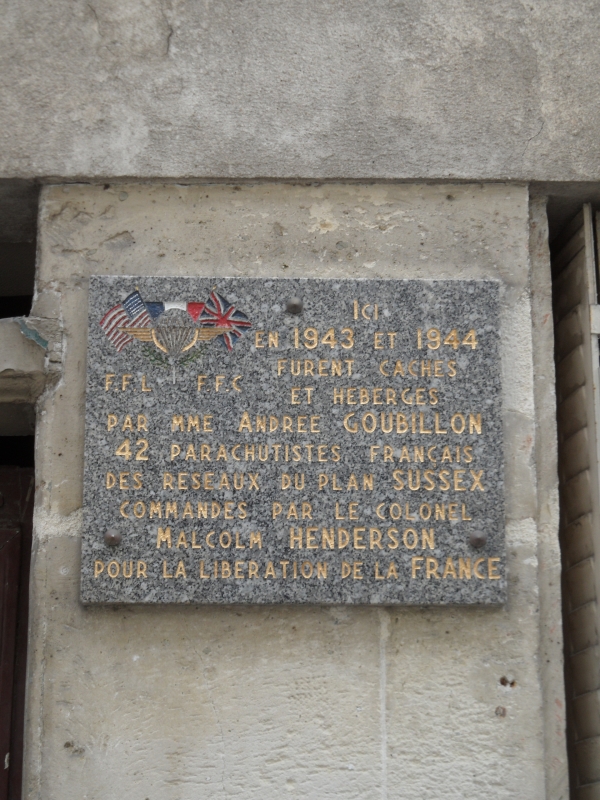 ICI
EN 1943 ET 1944
F.F.L F.F.C FURENT CACHES
ET HEBERGES
PAR MME ANDREE GOUBILLON
42 PARACHUTISTES FRANÇAIS
DES RESEAUX DU PLAN SUSSEX
COMMANDES PAR LE COLONEL
MALCOLM HENDERSON
POUR LA LIBERATION DE LA FRANCE